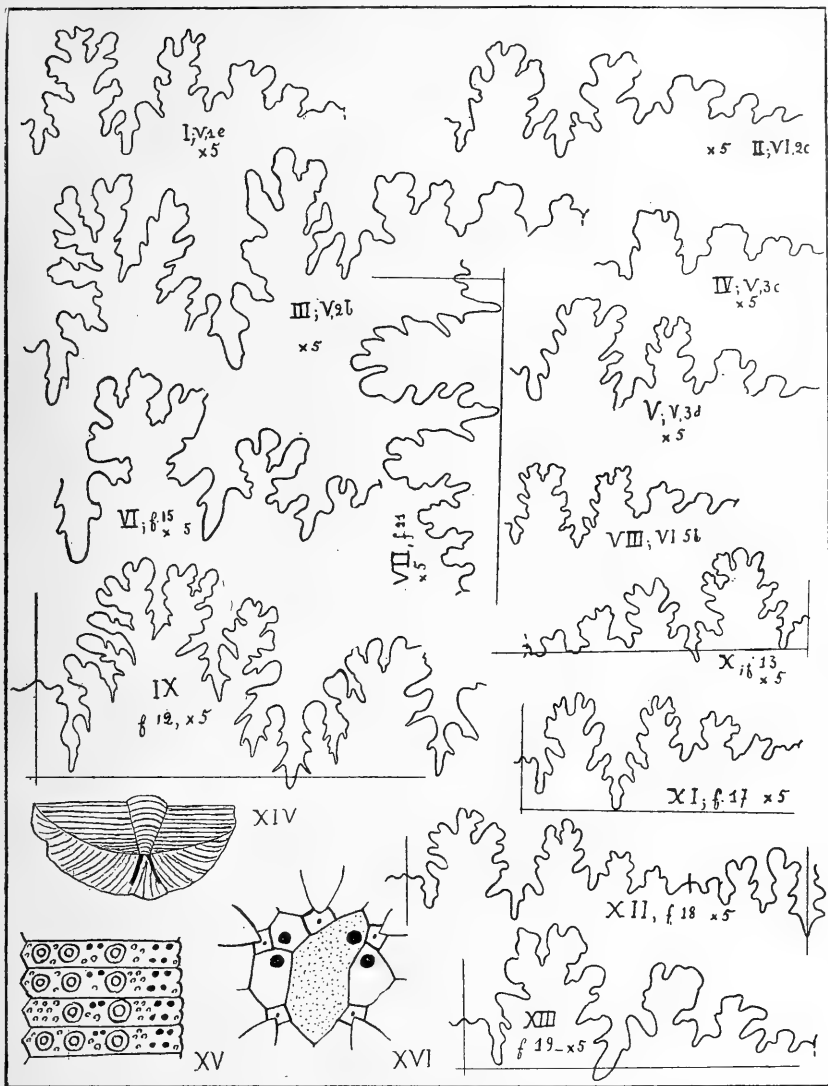 I; V, 1e
×5
×5 II; VI, 2c
III; V, 2b
×5
IV; V, 3c
×5
V; V, 3d
×5
VI; f. 15
×5
VII, f 21
×5
VIII; VI 5b
IX
f 12, ×5
X, if 13
×5
XI; f. 17 ×5
XII, f. 18 ×5
XIII
f 19_×5
XIV
XV
XVI